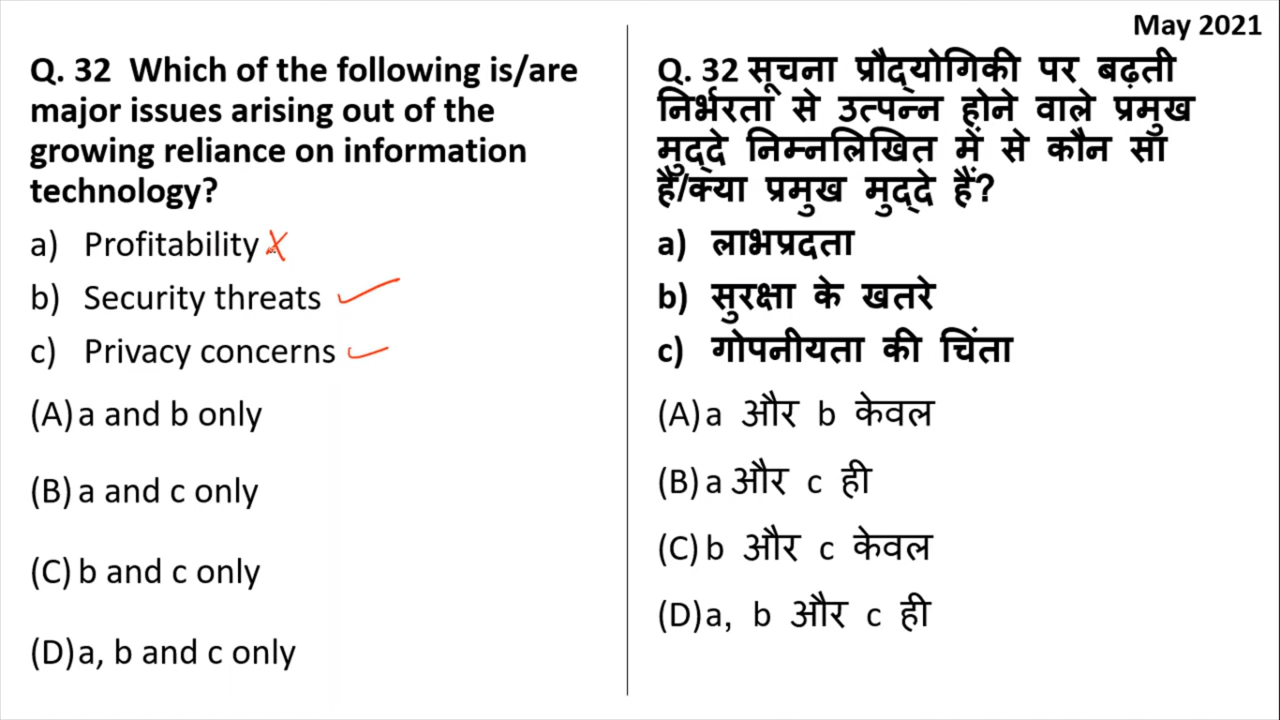 May 2021
Q. 32 Which of the following is/are
major issues arising out of the
growing reliance on information
technology?
a) Profitability
b) Security threats
c) Privacy concerns
(A) a and b only
(B) a and c only
(C) b and c only
(D) a, b and c only
Q. 32 सूचना प्रौद्योगिकी पर बढ़ती
निर्भरता से उत्पन्न होने वाले प्रमुख
मुद्दे निम्नलिखित में से कौन सा
है/क्या प्रमुख मुद्दे हैं?
a) लाभप्रदता
b) सुरक्षा के खतरे
c) गोपनीयता की चिंता
(A) a और b केवल
(B) a और c ही
(C) b और c केवल
(D) a, b और c ही